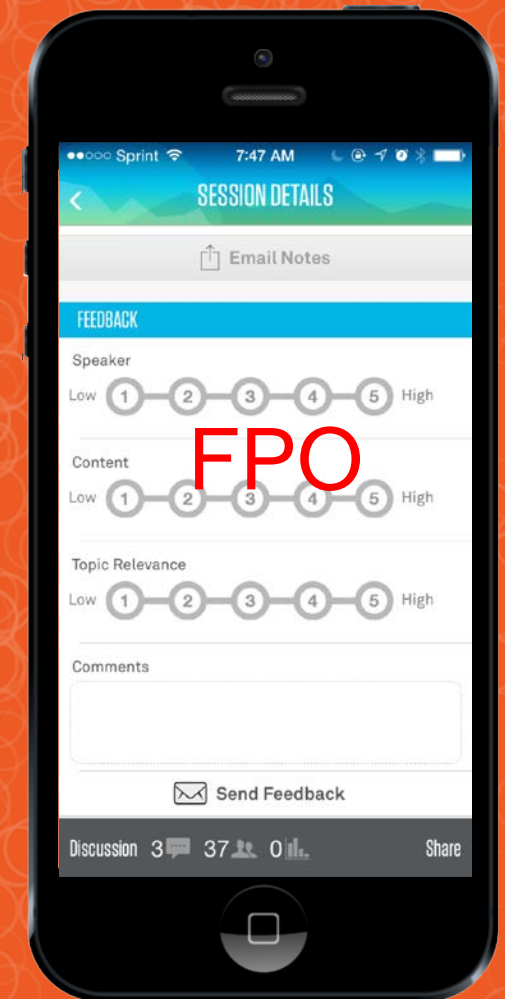 Sprint 7:47 AM
SESSION DETAILS
Email Notes
FEEDBACK
Speaker
Low 1 2 3 4 5 High
FPO
Content
Low 1 2 3 4 5 High
Topic Relevance
Low 1 2 3 4 5 High
Comments
Send Feedback
Discussion 3 37 0 Share